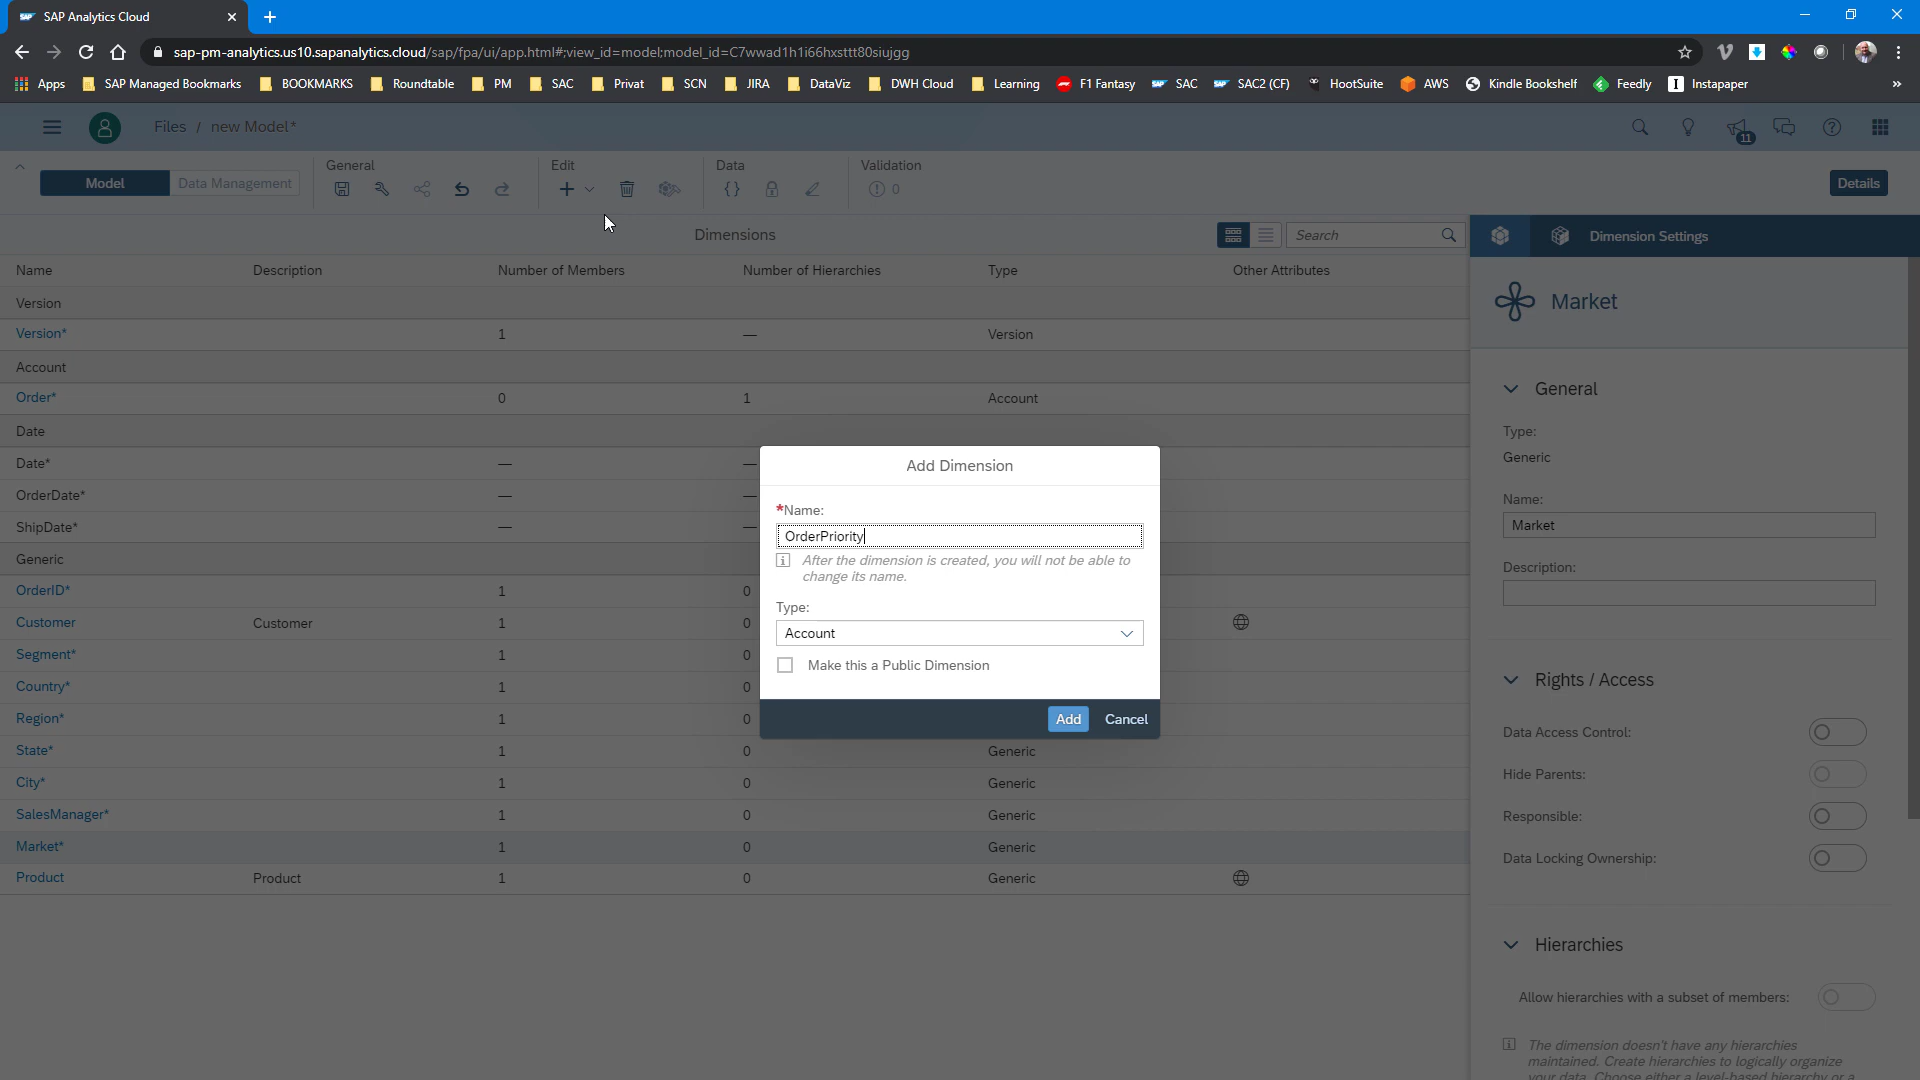 SAP Analytics Cloud
sap-pm-analytics.us10.sapanalytics.cloud/sap/fpa/ui/app.html#;view_id=model;model_id=C7wwad1h1i66hxsttt80siujgg
Apps SAP Managed Bookmarks BOOKMARKS Roundtable PM SAC Privat SCN JIRA DataViz DWH Cloud Learning F1 Fantasy SAC SAC2 (CF) HootSuite AWS Kindle Bookshelf Feedly Instapaper »
Files / new Model*
11
General Edit Data Validation
Model Data Management 0 Details
Dimensions Search Dimension Settings
Name Description Number of Members Number of Hierarchies Type Other Attributes
Version
Version* 1 — Version
Account
Order* 0 1 Account
Date
Date* — —
OrderDate* — —
ShipDate* — —
Generic
OrderID* 1 0
Customer Customer 1 0
Segment* 1 0
Country* 1 0
Region* 1 0
State* 1 0 Generic
City* 1 0 Generic
SalesManager* 1 0 Generic
Market* 1 0 Generic
Product Product 1 0 Generic
Add Dimension
*Name:
OrderPriority
After the dimension is created, you will not be able to
change its name.
Type:
Account
Make this a Public Dimension
Add Cancel
Market
General
Type:
Generic
Name:
Market
Description:
Rights / Access
Data Access Control:
Hide Parents:
Responsible:
Data Locking Ownership:
Hierarchies
Allow hierarchies with a subset of members:
The dimension doesn't have any hierarchies
maintained. Create hierarchies to logically organize
your data. Choose either a level-based hierarchy or a